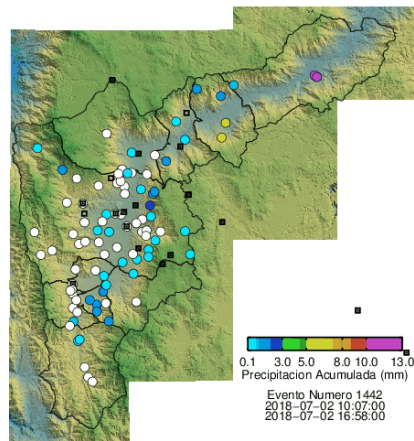 0.1 3.0 5.0 8.0 10.0 13.0
Precipitacion Acumulada (mm)
Evento Numero 1442
2018-07-02 10:07:00
2018-07-02 16:58:00